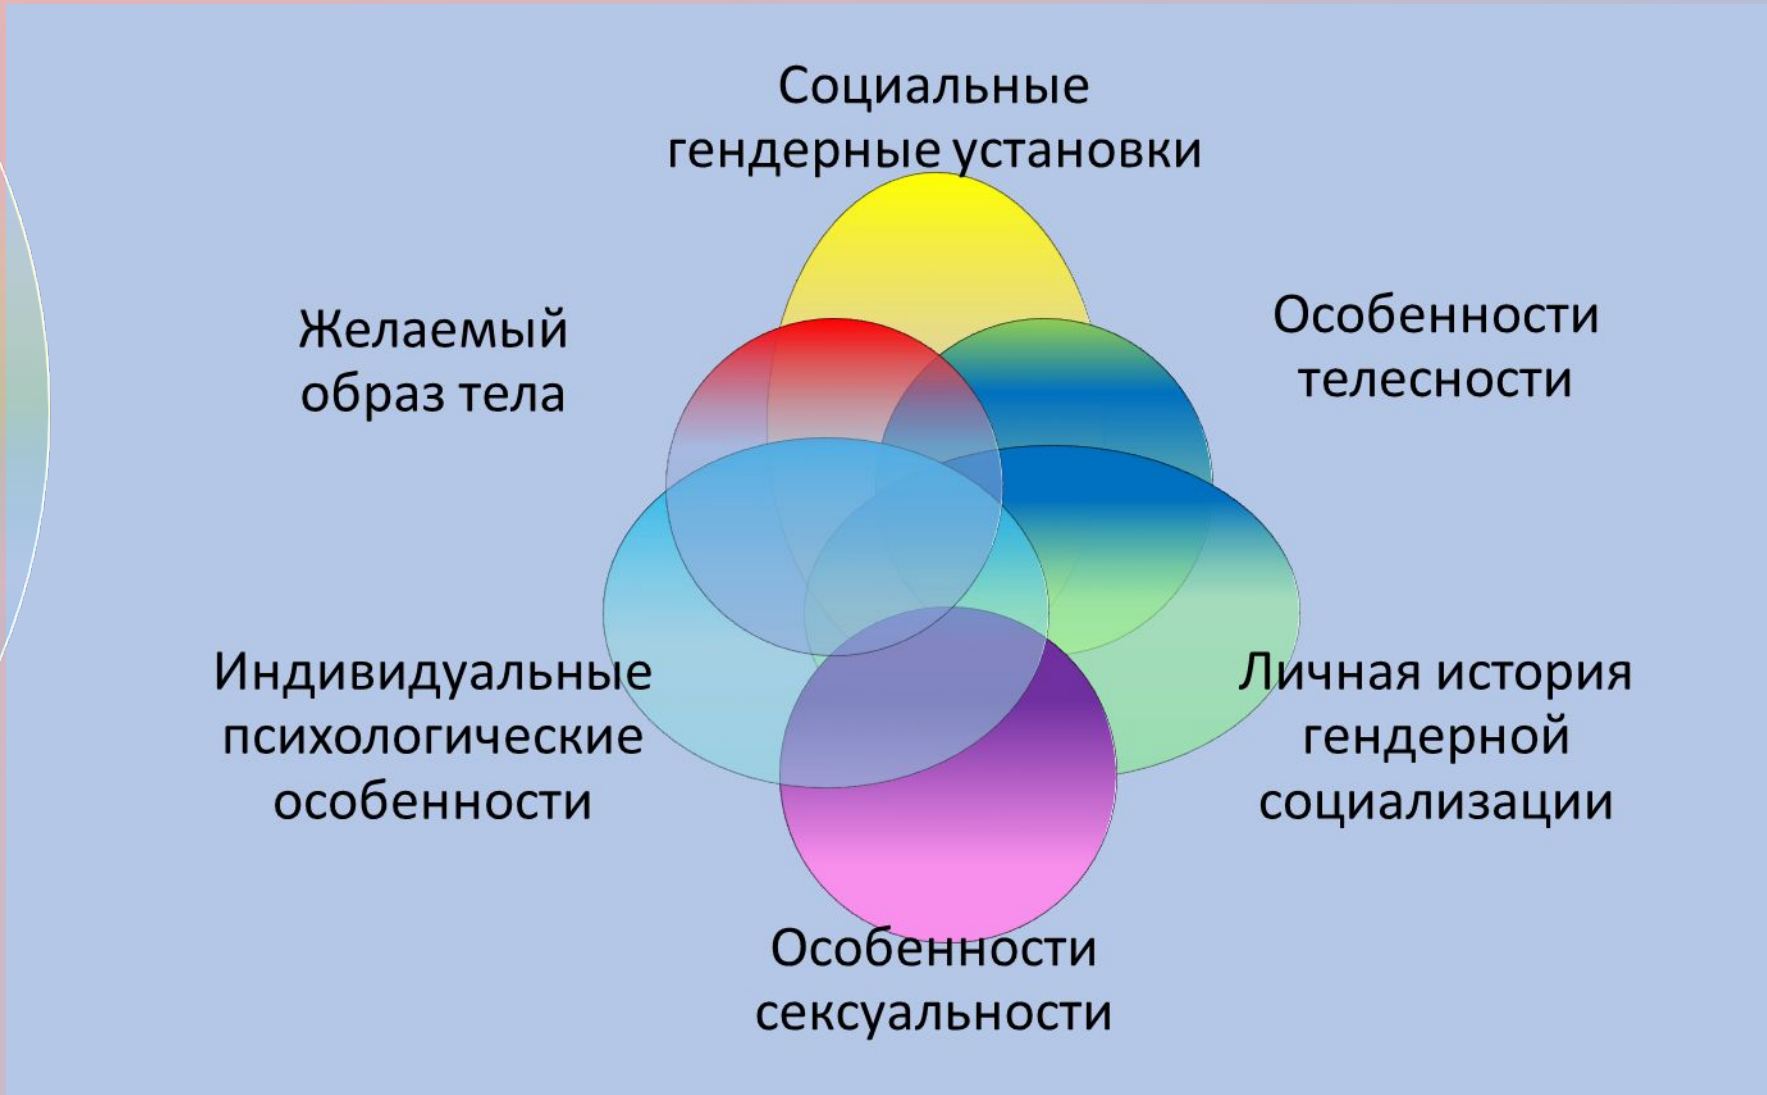 Социальные
гендерные установки
Желаемый
образ тела
Особенности
телесности
Индивидуальные
психологические
особенности
Личная история
гендерной
социализации
Особенности
сексуальности